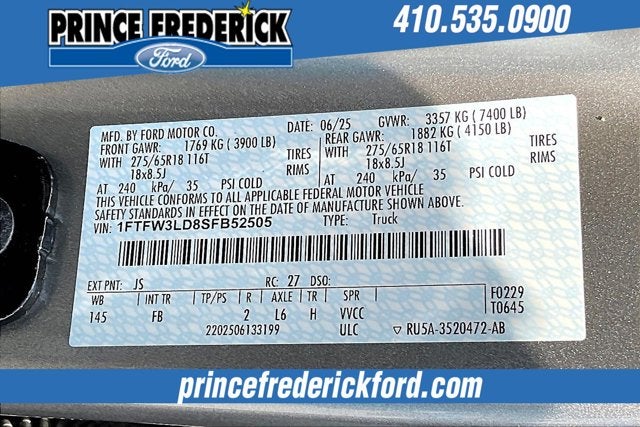 PRINCE FREDERICK
Ford
410.535.0900
MFD. BY FORD MOTOR CO.
DATE: 06/25 GVWR: 3357 KG ( 7400 LB)
FRONT GAWR: 1769 KG ( 3900 LB) REAR GAWR: 1882 KG ( 4150 LB)
WITH 275/65R18 116T TIRES WITH 275/65R18 116T TIRES
18x8.5J RIMS 18x8.5J RIMS
AT 240 kPa/ 35 PSI COLD AT 240 kPa/ 35 PSI COLD
THIS VEHICLE CONFORMS TO ALL APPLICABLE FEDERAL MOTOR VEHICLE
SAFETY STANDARDS IN EFFECT ON THE DATE OF MANUFACTURE SHOWN ABOVE.
VIN: 1FTFW3LD8SFB52505 TYPE: Truck
EXT PNT: JS RC: 27 DSO:
WB INT TR TP/PS R AXLE TR SPR F0229
145 FB 2 L6 H VVCC T0645
2202506133199 ULC ▽ RU5A-3520472-AB
princefrederickford.com